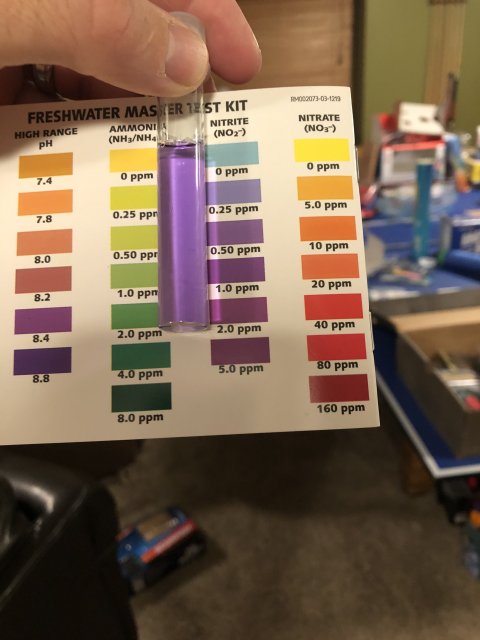 FRESHWATER MASTER TEST KIT
RM002073-03-1219
HIGH RANGE
pH
7.4
7.8
8.0
8.2
8.4
8.8
AMMONI
(NH3/NH4
0 ppm
0.25 ppm
0.50 ppm
1.0 ppm
2.0 ppm
4.0 ppm
8.0 ppm
NITRITE
(NO₂⁻)
0 ppm
0.25 ppm
0.50 ppm
1.0 ppm
2.0 ppm
5.0 ppm
NITRATE
(NO₃⁻)
0 ppm
5.0 ppm
10 ppm
20 ppm
40 ppm
80 ppm
160 ppm